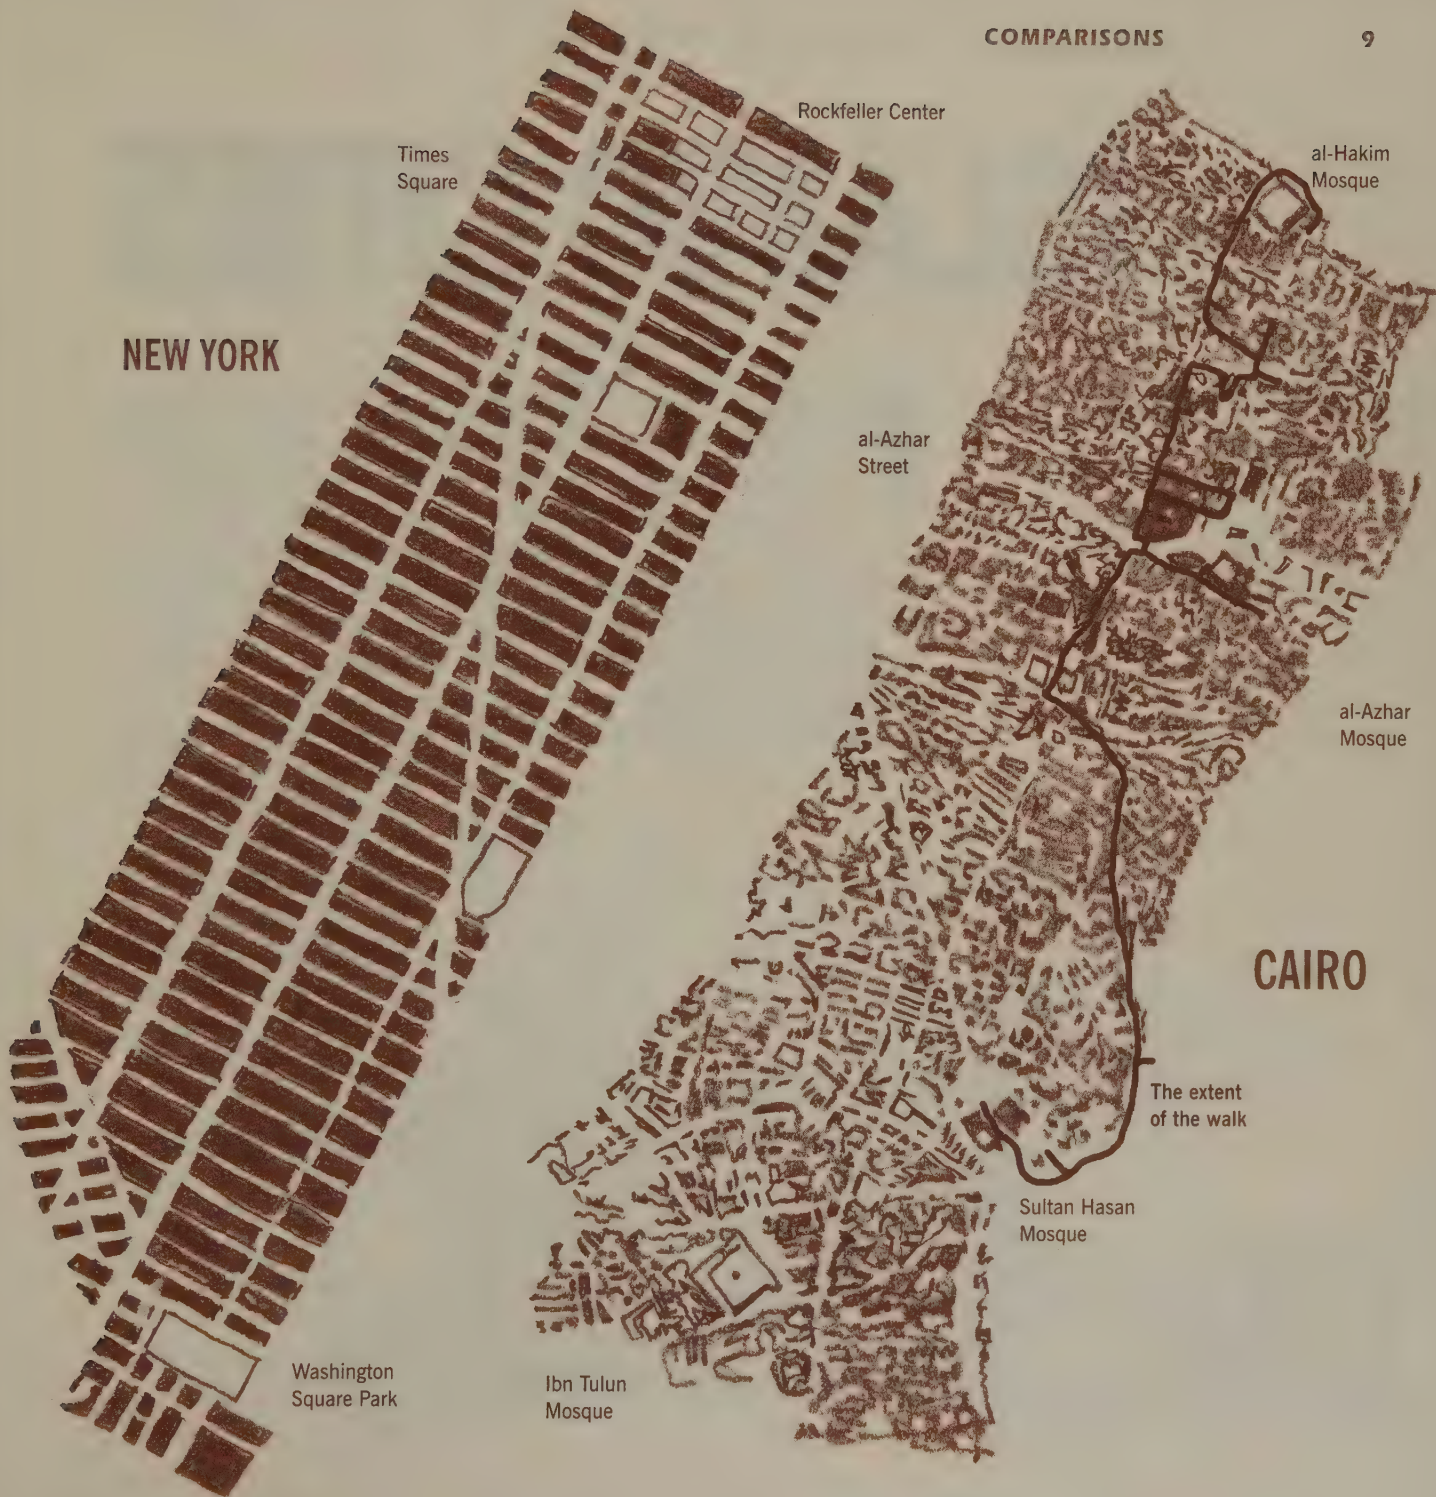 COMPARISONS 9
Rockfeller Center
Times
Square
al-Hakim
Mosque
NEW YORK
al-Azhar
Street
al-Azhar
Mosque
CAIRO
The extent
of the walk
Sultan Hasan
Mosque
Washington
Square Park
Ibn Tulun
Mosque